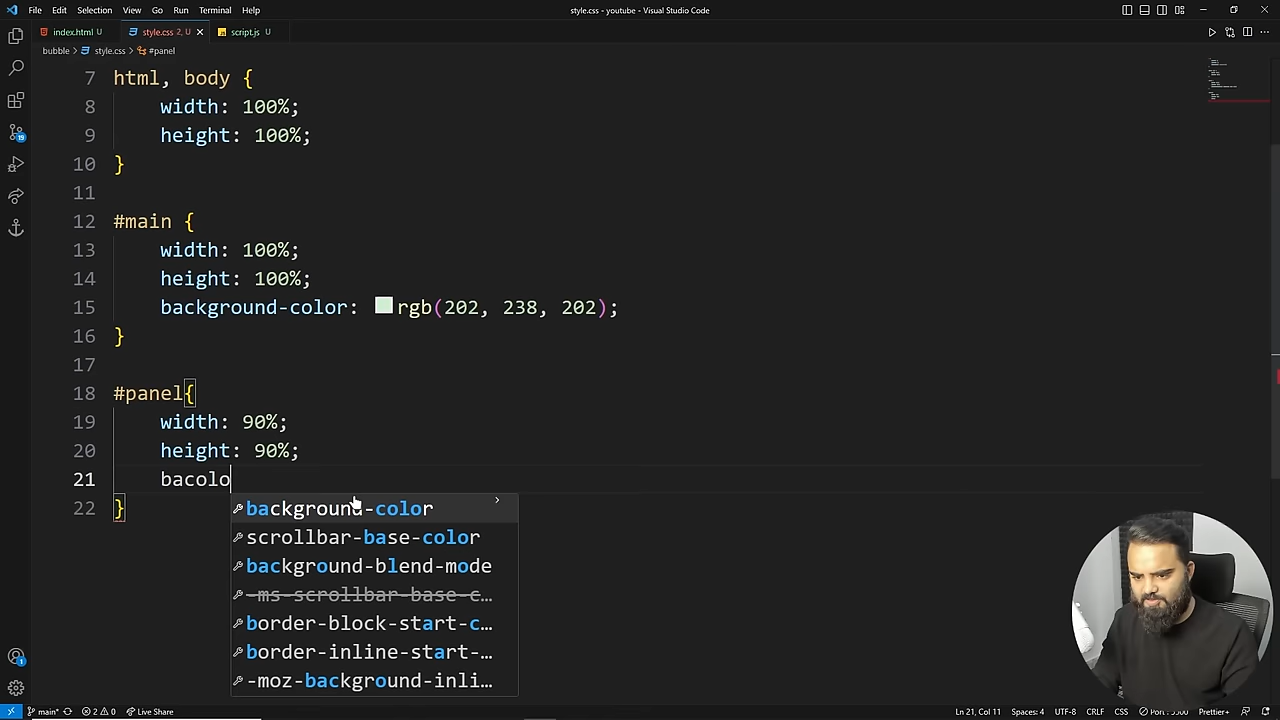 File Edit Selection View Go Run Terminal Help
style.css - youtube - Visual Studio Code
index.html U
style.css 2, U
script.js U
bubble > style.css > #panel
7 html, body {
8 width: 100%;
9 height: 100%;
10 }
11
12 #main {
13 width: 100%;
14 height: 100%;
15 background-color: rgb(202, 238, 202);
16 }
17
18 #panel{
19 width: 90%;
20 height: 90%;
21 bacolo
22 }
background-color
scrollbar-base-color
background-blend-mode
-ms-scrollbar-base-c…
border-block-start-c…
border-inline-start-…
-moz-background-inli…
19
1
main* 2 0 Live Share
Ln 21, Col 11 Spaces: 4 UTF-8 CRLF CSS Prettier+